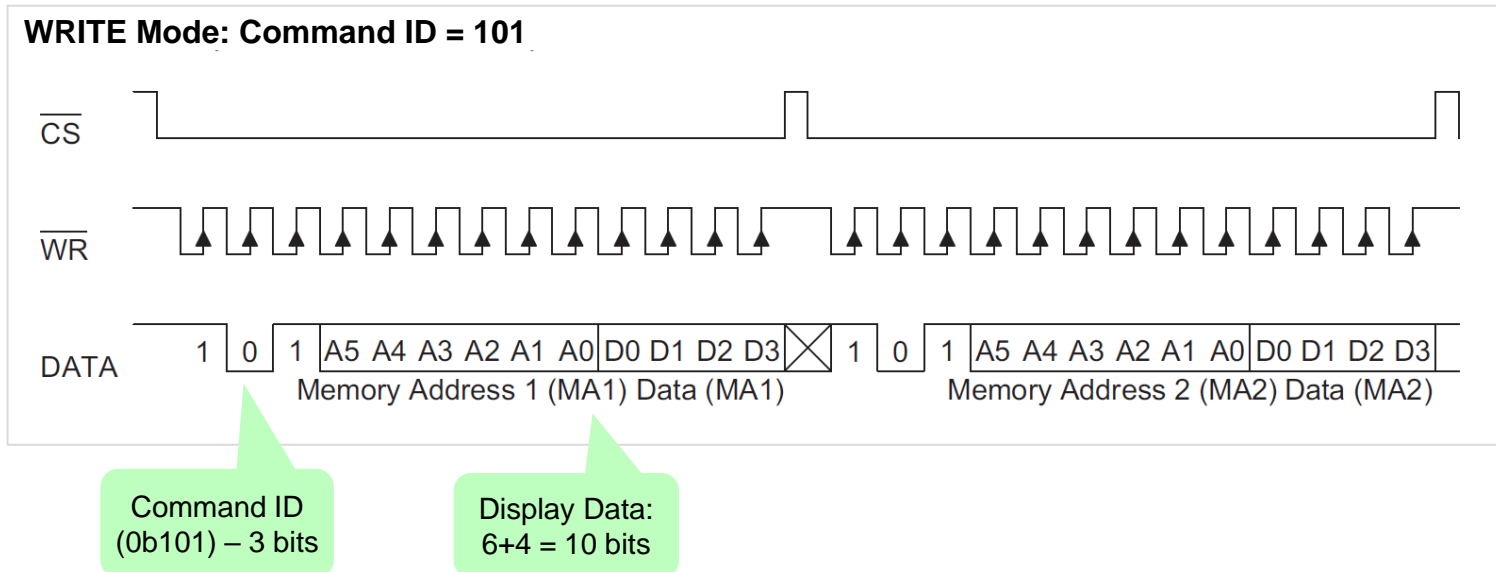 WRITE Mode: Command ID = 101
CS
WR
DATA 1 0 1 A5 A4 A3 A2 A1 A0 D0 D1 D2 D3 1 0 1 A5 A4 A3 A2 A1 A0 D0 D1 D2 D3
Memory Address 1 (MA1) Data (MA1) Memory Address 2 (MA2) Data (MA2)
Command ID
(0b101) – 3 bits
Display Data:
6+4 = 10 bits